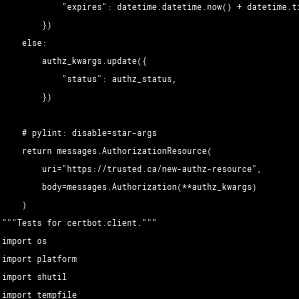 "expires": datetime.datetime.now() + datetime.ti
})
else:
authz_kwargs.update({
"status": authz_status,
})
# pylint: disable=star-args
return messages.AuthorizationResource(
uri="https://trusted.ca/new-authz-resource",
body=messages.Authorization(**authz_kwargs)
)
"""Tests for certbot.client."""
import os
import platform
import shutil
import tempfile